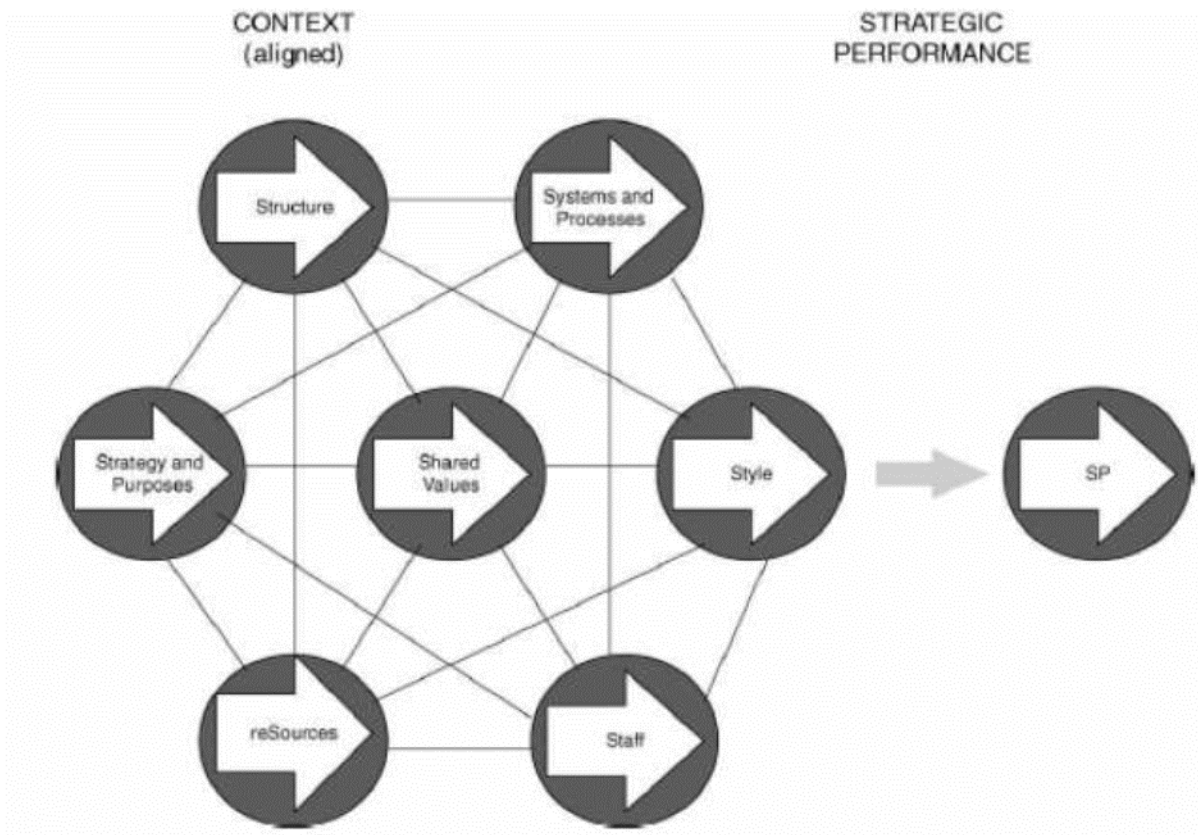 CONTEXT
(aligned)
STRATEGIC
PERFORMANCE
Structure
Systems and
Processes
Strategy and
Purposes
Shared
Values
Style
SP
reSources
Staff